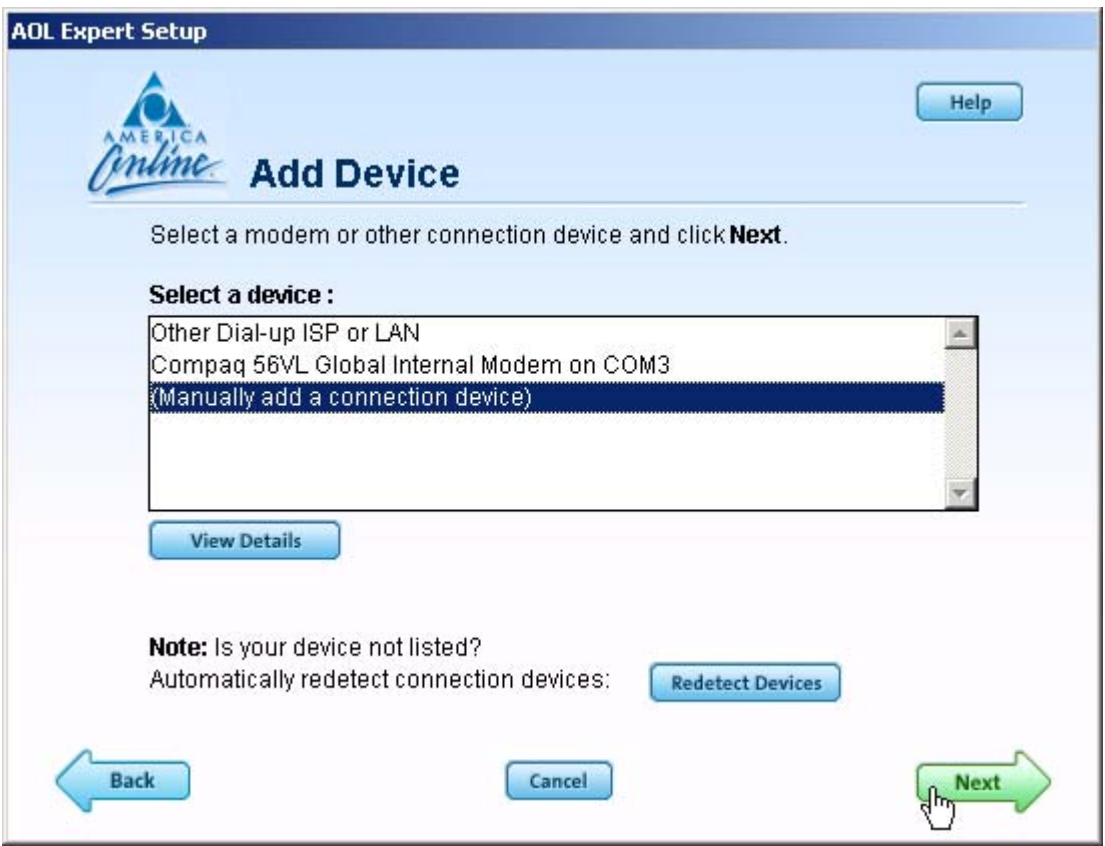 AOL Expert Setup
Help
AMERICA
Online
Add Device
Select a modem or other connection device and click Next.
Select a device :
Other Dial-up ISP or LAN
Compaq 56VL Global Internal Modem on COM3
(Manually add a connection device)
View Details
Note: Is your device not listed?
Automatically redetect connection devices:
Redetect Devices
Back
Cancel
Next